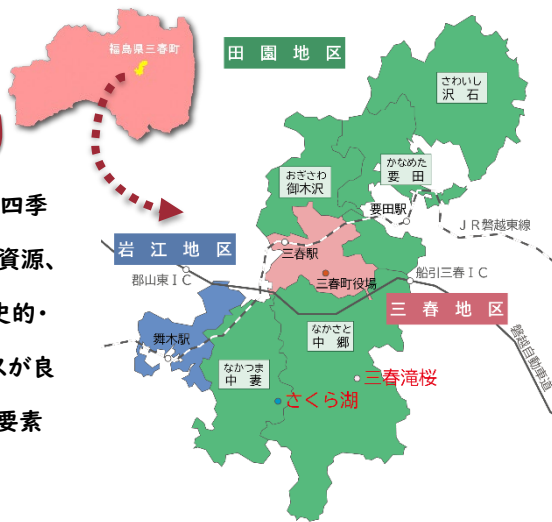 福島県三春町
田園地区
さわいし
沢石
かなめた
要田
おぎさわ
御木沢
四季
資源、
史的・
スが良
要素
要田駅
JR磐越東線
岩江地区
三春駅
郡山東IC
三春町役場
船引三春IC
三春地区
舞木駅
なかさと
中郷
なかつま
中妻
三春滝桜
さくら湖
磐越自動車道